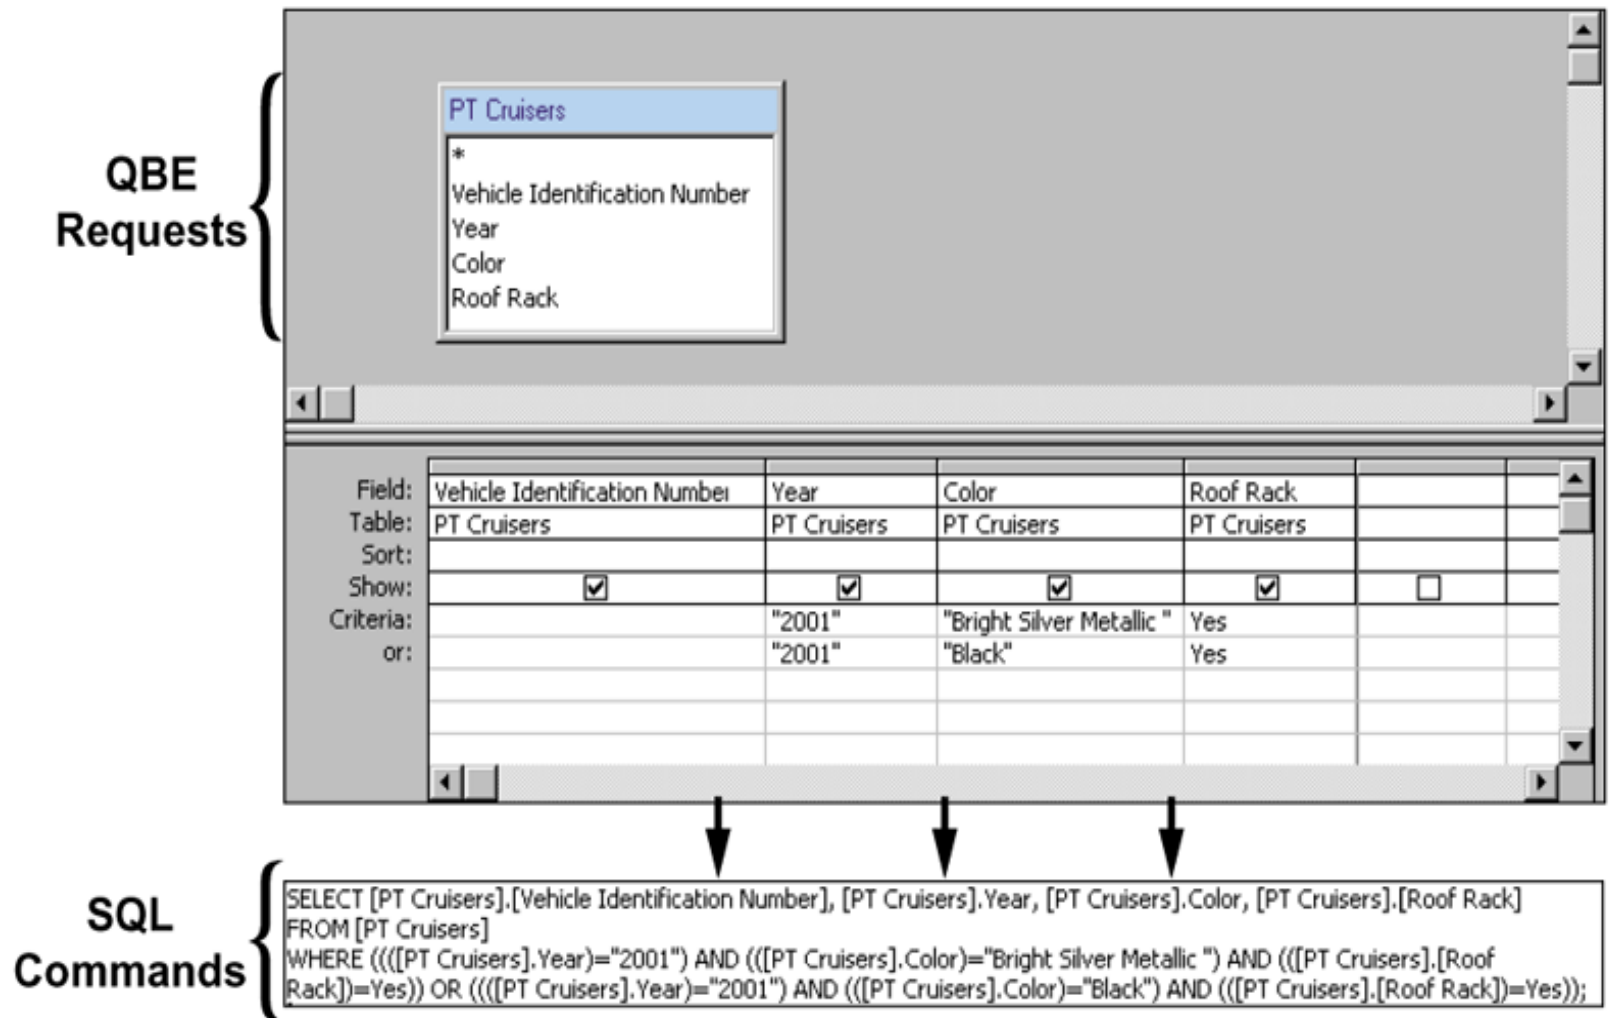 QBE
Requests
PT Cruisers
*
Vehicle Identification Number
Year
Color
Roof Rack
Field: Vehicle Identification Number Year Color Roof Rack
Table: PT Cruisers PT Cruisers PT Cruisers PT Cruisers
Sort:
Show:
Criteria: "2001" "Bright Silver Metallic " Yes
or: "2001" "Black" Yes
SQL
Commands
SELECT [PT Cruisers].[Vehicle Identification Number], [PT Cruisers].Year, [PT Cruisers].Color, [PT Cruisers].[Roof Rack]
FROM [PT Cruisers]
WHERE ((([PT Cruisers].Year)="2001") AND (([PT Cruisers].Color)="Bright Silver Metallic ") AND (([PT Cruisers].[Roof
Rack])=Yes)) OR ((([PT Cruisers].Year)="2001") AND (([PT Cruisers].Color)="Black") AND (([PT Cruisers].[Roof Rack])=Yes));